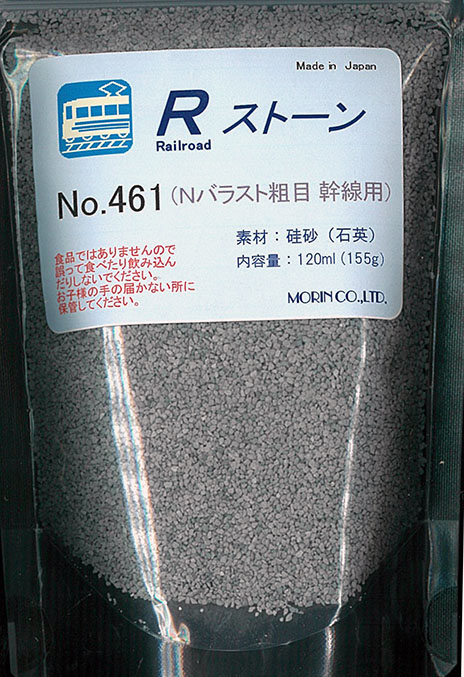 Made in Japan
R ストーン
Railroad
No.461(Nバラスト粗目 幹線用)
素材:硅砂(石英)
内容量:120ml(155g)
食品ではありませんので
誤って食べたり飲み込ん
だりしないでください。
お子様の手の届かない所に
保管してください。
MORIN CO.,LTD.